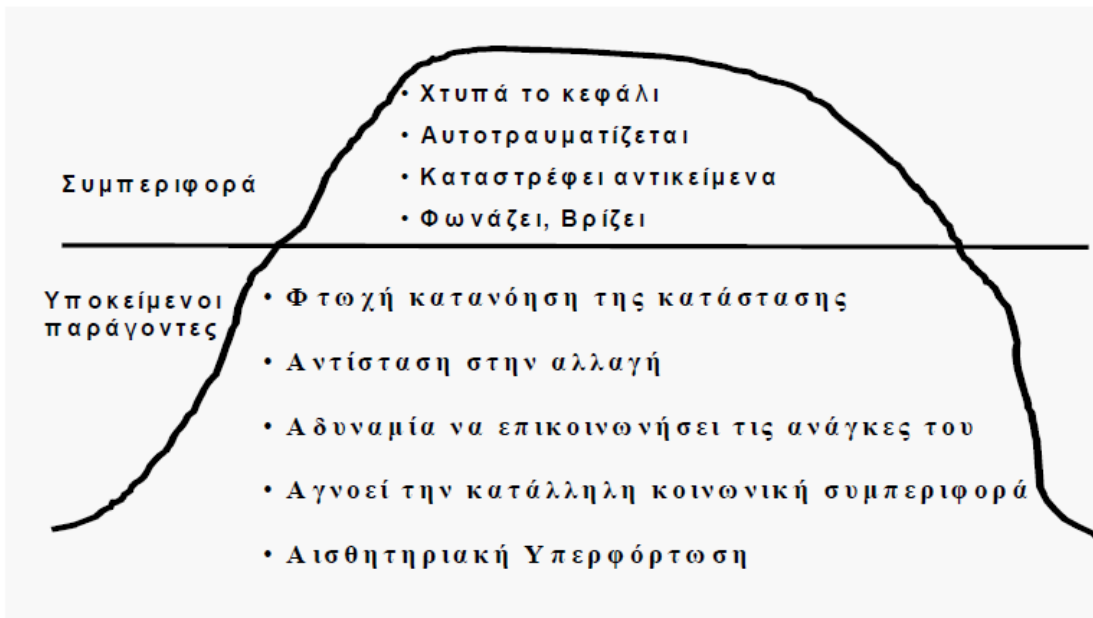 • Χτυπά το κεφάλι
• Αυτοτραυματίζεται
Συμπεριφορά
• Καταστρέφει αντικείμενα
• Φωνάζει, Βρίζει
Υποκείμενοι
παράγοντες
• Φτωχή κατανόηση της κατάστασης
• Αντίσταση στην αλλαγή
• Αδυναμία να επικοινωνήσει τις ανάγκες του
• Αγνοεί την κατάλληλη κοινωνική συμπεριφορά
• Αισθητηριακή Υπερφόρτωση